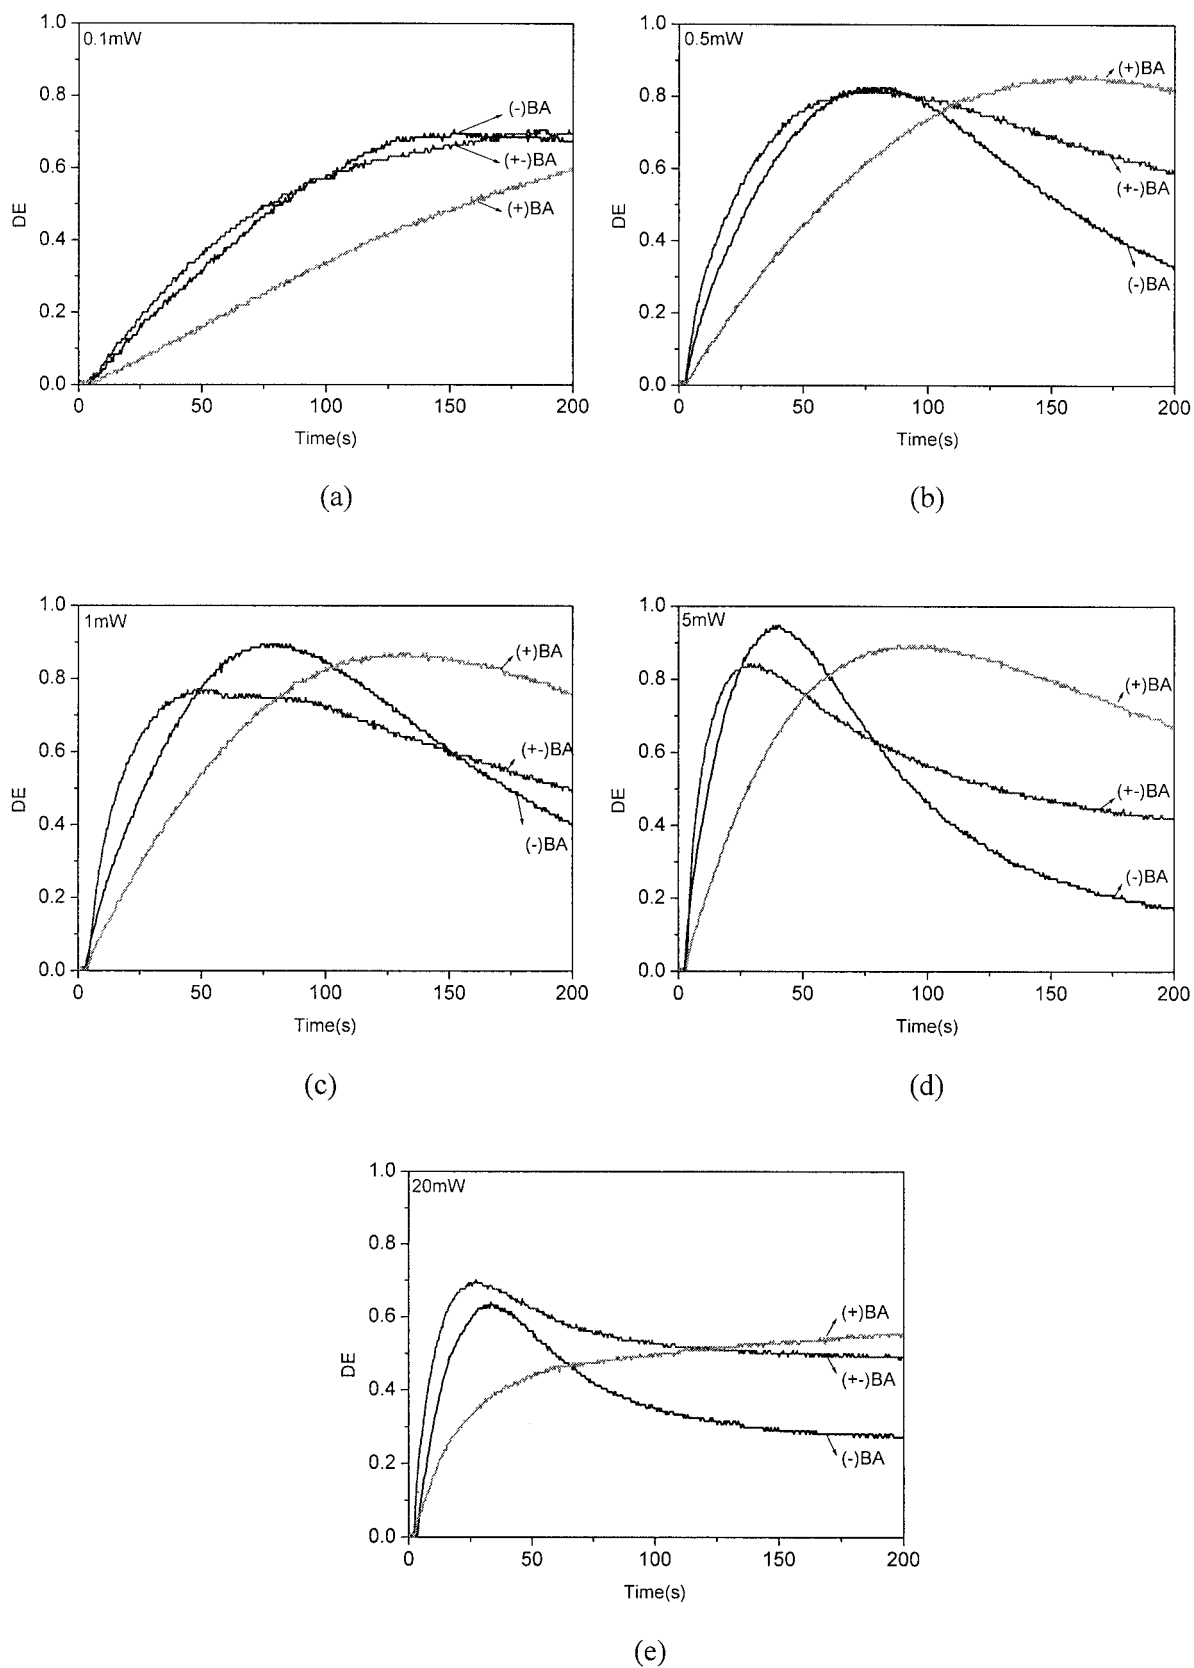 1.0
0.1mW
0.8
(-)BA
0.6
(+-)BA
DE
(+)BA
0.4
0.2
0.0
0 50 100 150 200
Time(s)
(a)
1.0
0.5mW
(+)BA
0.8
0.6
(+-)BA
DE
0.4
(-)BA
0.2
0.0
0 50 100 150 200
Time(s)
(b)
1.0
1mW
0.8
(+)BA
0.6
(+-)BA
DE
0.4
(-)BA
0.2
0.0
0 50 100 150 200
Time(s)
(c)
1.0
5mW
0.8
(+)BA
0.6
DE
(+-)BA
0.4
(-)BA
0.2
0.0
0 50 100 150 200
Time(s)
(d)
1.0
20mW
0.8
0.6
(+)BA
DE
(+-)BA
0.4
(-)BA
0.2
0.0
0 50 100 150 200
Time(s)
(e)